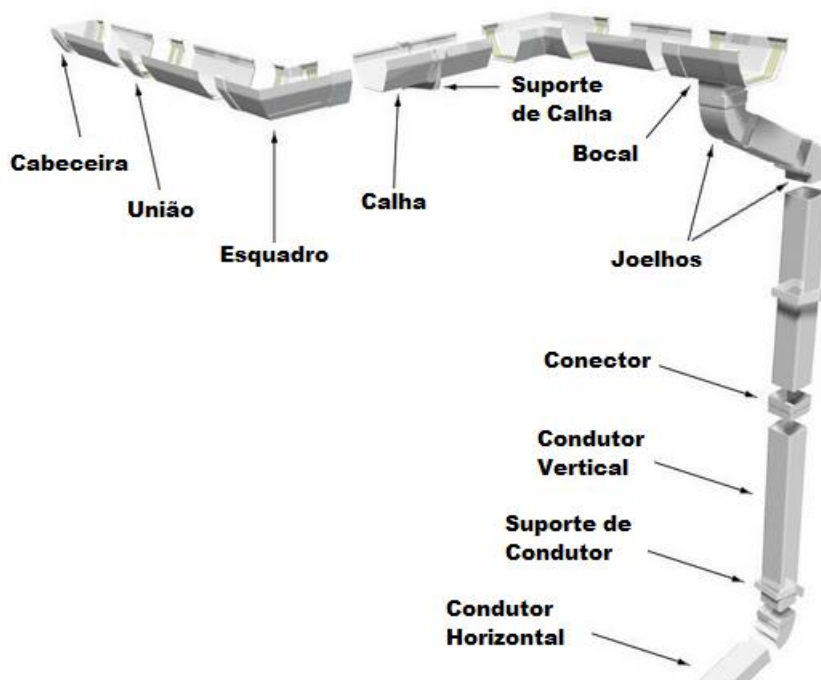 Cabeceira
União
Esquadro
Calha
Suporte
de Calha
Bocal
Joelhos
Conector
Condutor
Vertical
Suporte de
Condutor
Condutor
Horizontal